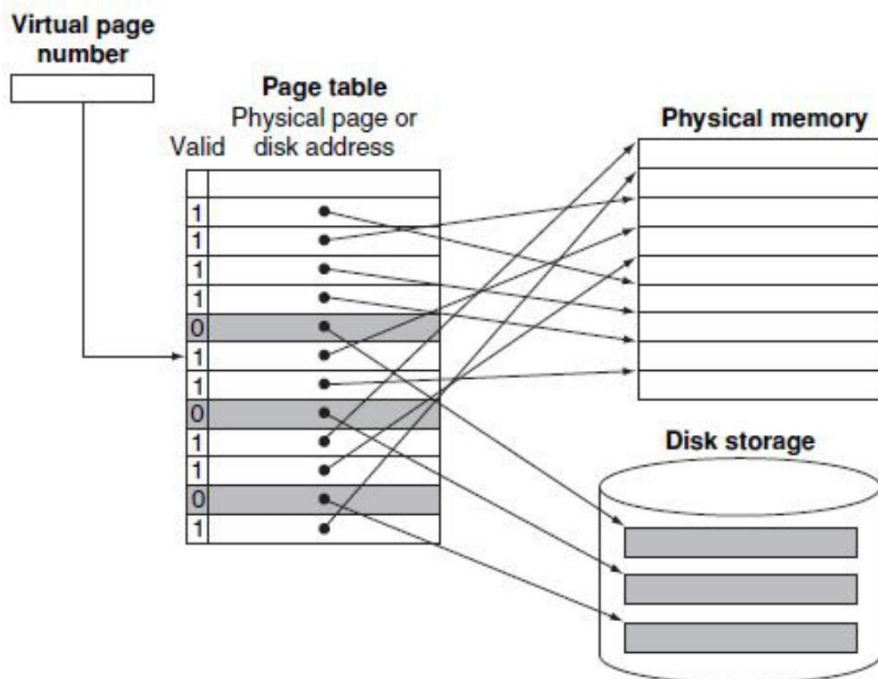 Virtual page
number
Page table
Physical page or
Valid disk address
Physical memory
1
1
1
1
0
1
1
0
1
1
0
1
Disk storage